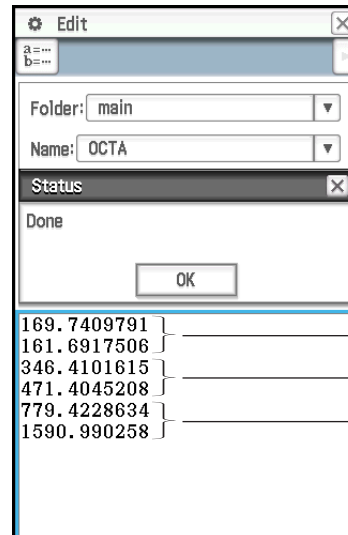 Edit
a=…
b=…
Folder: main
Name: OCTA
Status
Done
OK
169.7409791
161.6917506
346.4101615
471.4045208
779.4228634
1590.990258